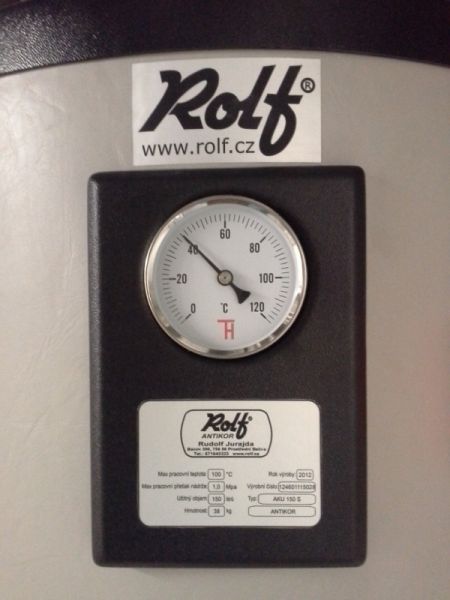 Rolf®
www.rolf.cz
0 20 40 60 80 100 120
°C
TH
Rolf
ANTIKOR
Rudolf Jurajda
Max pracovní teplota 100 °C
Max pracovní přetlak nádrže 1,0 Mpa
Užitný objem 150 litrů
Hmotnost 38 kg
Rok výroby 2012
Výrobní číslo
Typ AKU 150 S
ANTIKOR